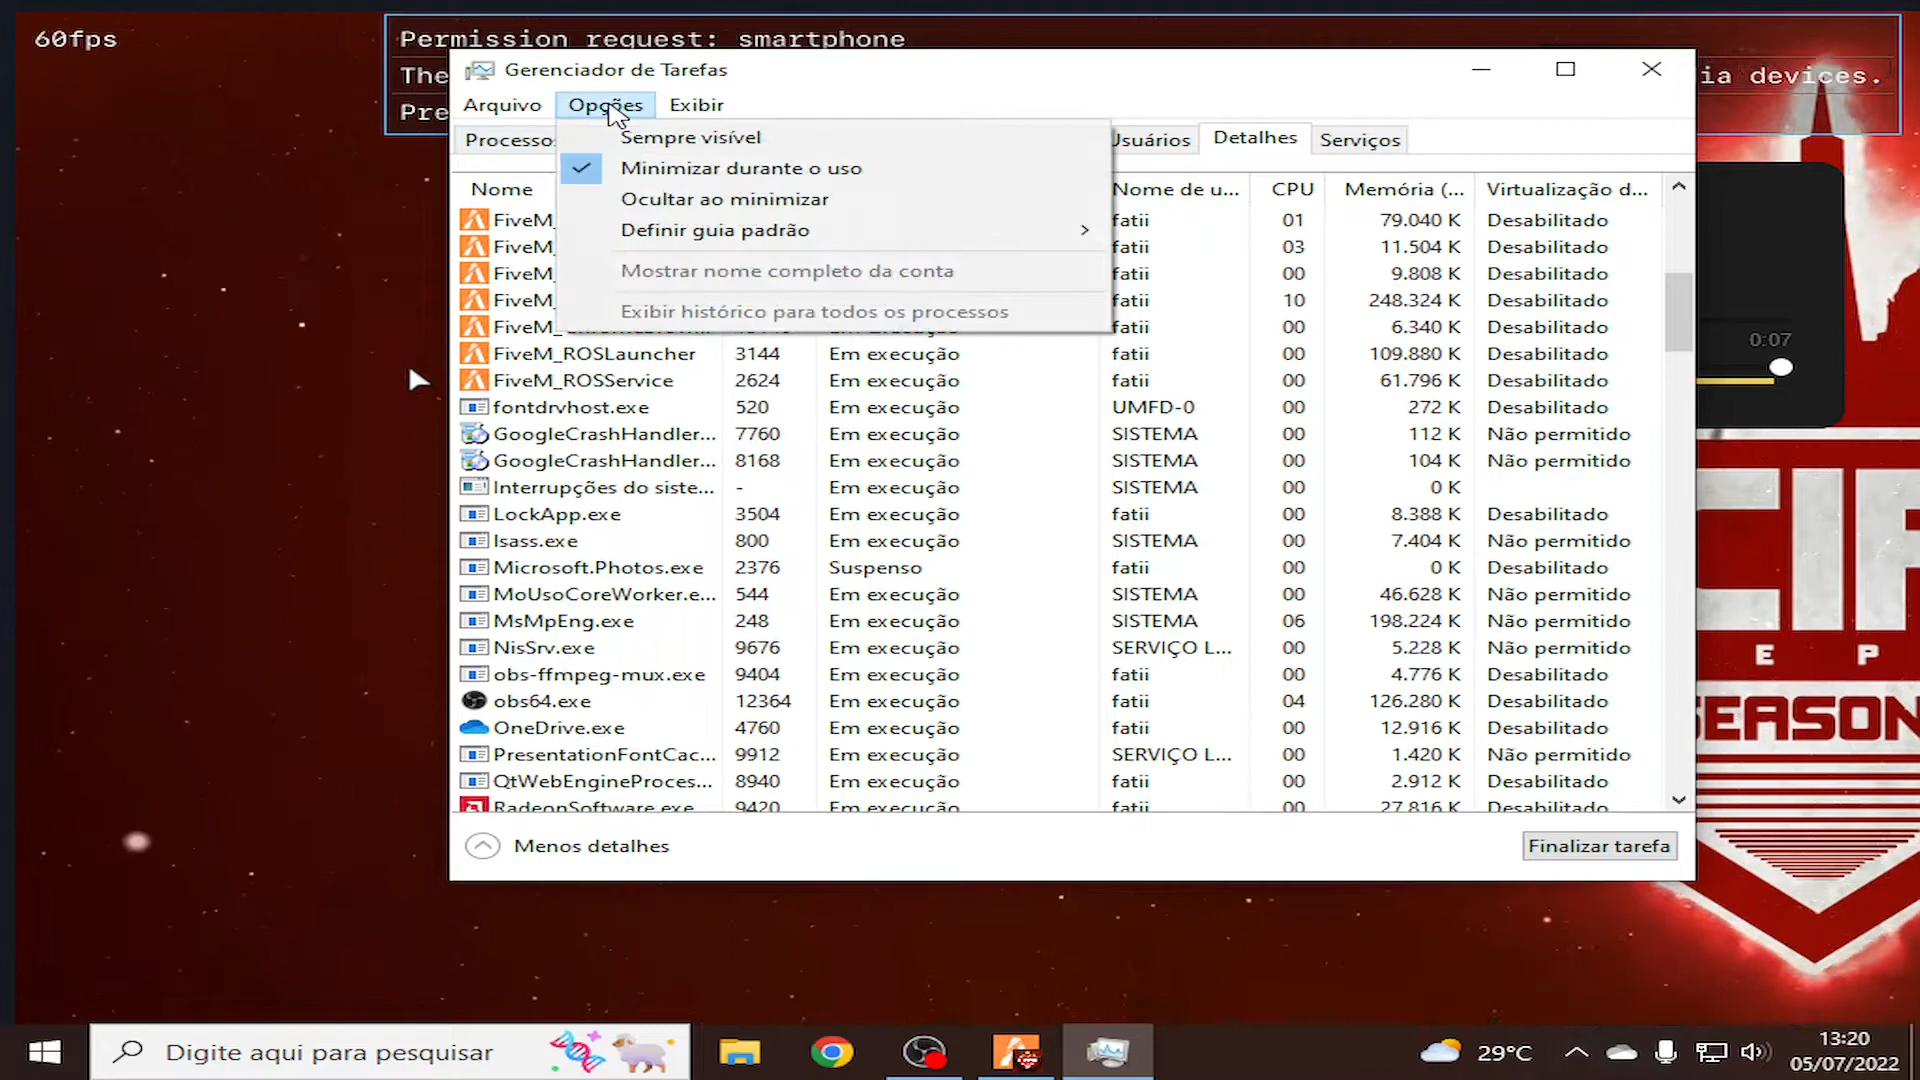 60fps
Permission request: smartphone
The
ia devices.
Pre
Gerenciador de Tarefas
Arquivo Opções Exibir
Processo
Usuários Detalhes Serviços
Sempre visível
Minimizar durante o uso
Ocultar ao minimizar
Definir guia padrão
Mostrar nome completo da conta
Exibir histórico para todos os processos
Nome Nome de u... CPU Memória (... Virtualização d...
FiveM_ fatii 01 79.040 K Desabilitado
FiveM_ fatii 03 11.504 K Desabilitado
FiveM_ fatii 00 9.808 K Desabilitado
FiveM_ fatii 10 248.324 K Desabilitado
FiveM_ fatii 00 6.340 K Desabilitado
FiveM_ROSLauncher 3144 Em execução fatii 00 109.880 K Desabilitado
FiveM_ROSService 2624 Em execução fatii 00 61.796 K Desabilitado
fontdrvhost.exe 520 Em execução UMFD-0 00 272 K Desabilitado
GoogleCrashHandler... 7760 Em execução SISTEMA 00 112 K Não permitido
GoogleCrashHandler... 8168 Em execução SISTEMA 00 104 K Não permitido
Interrupções do siste... - Em execução SISTEMA 00 0 K
LockApp.exe 3504 Em execução fatii 00 8.388 K Desabilitado
lsass.exe 800 Em execução SISTEMA 00 7.404 K Não permitido
Microsoft.Photos.exe 2376 Suspenso fatii 00 0 K Desabilitado
MoUsoCoreWorker.e... 544 Em execução SISTEMA 00 46.628 K Não permitido
MsMpEng.exe 248 Em execução SISTEMA 06 198.224 K Não permitido
NisSrv.exe 9676 Em execução SERVIÇO L... 00 5.228 K Não permitido
obs-ffmpeg-mux.exe 9404 Em execução fatii 00 4.776 K Desabilitado
obs64.exe 12364 Em execução fatii 04 126.280 K Desabilitado
OneDrive.exe 4760 Em execução fatii 00 12.916 K Desabilitado
PresentationFontCac... 9912 Em execução SERVIÇO L... 00 1.420 K Não permitido
QtWebEngineProces... 8940 Em execução fatii 00 2.912 K Desabilitado
RadeonSoftware.exe 9420 Em execução fatii 00 27.816 K Desabilitado
Menos detalhes
Finalizar tarefa
0:07
CIF
E P
SEASON
Digite aqui para pesquisar
29°C
13:20
05/07/2022